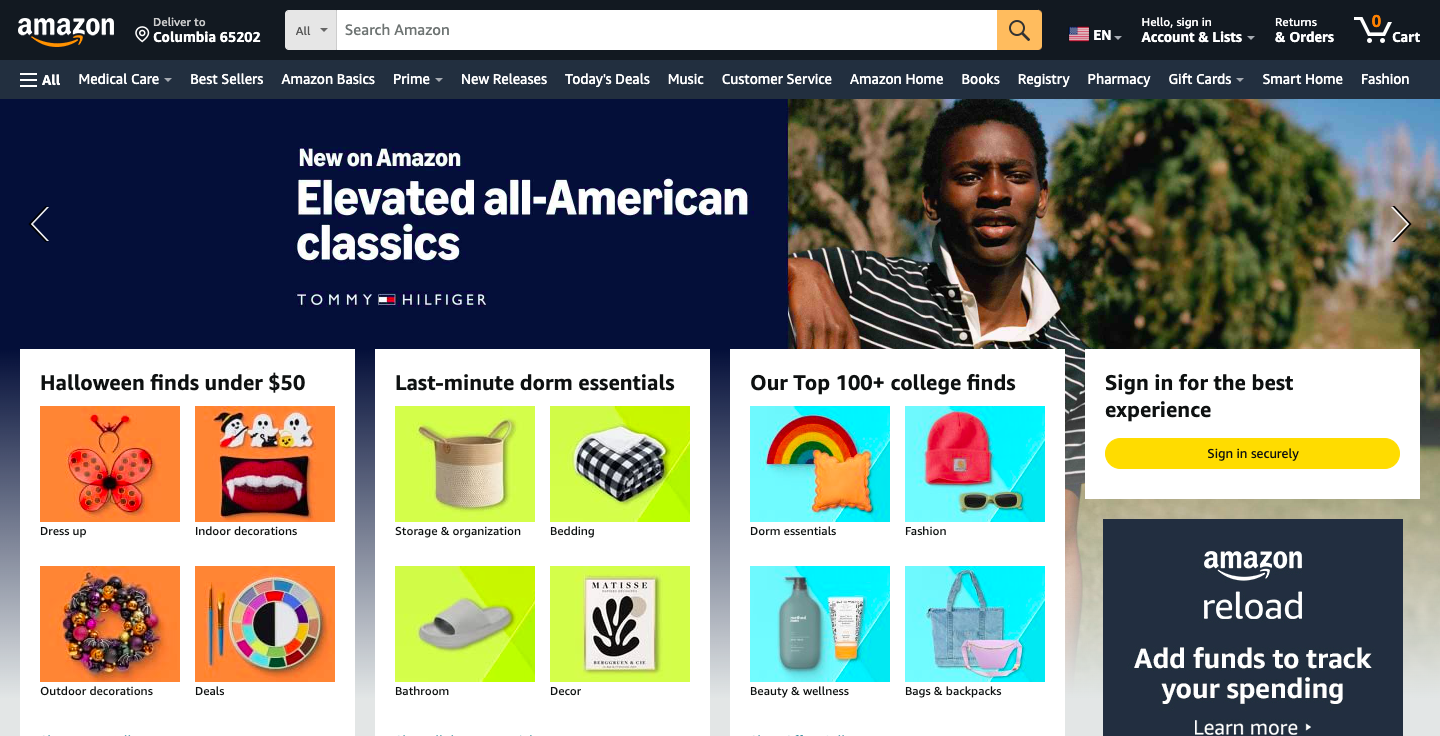 amazon
Deliver to
Columbia 65202
All
Search Amazon
EN
Hello, sign in
Account & Lists
Returns
& Orders
0
Cart
All
Medical Care
Best Sellers
Amazon Basics
Prime
New Releases
Today's Deals
Music
Customer Service
Amazon Home
Books
Registry
Pharmacy
Gift Cards
Smart Home
Fashion
New on Amazon
Elevated all-American
classics
TOMMY HILFIGER
Halloween finds under $50
Dress up
Indoor decorations
Outdoor decorations
Deals
Last-minute dorm essentials
Storage & organization
Bedding
Bathroom
MATISSE
BERGGRUEN & CIE
Decor
Our Top 100+ college finds
Dorm essentials
Fashion
Beauty & wellness
Bags & backpacks
Sign in for the best
experience
Sign in securely
amazon
reload
Add funds to track
your spending
Learn more